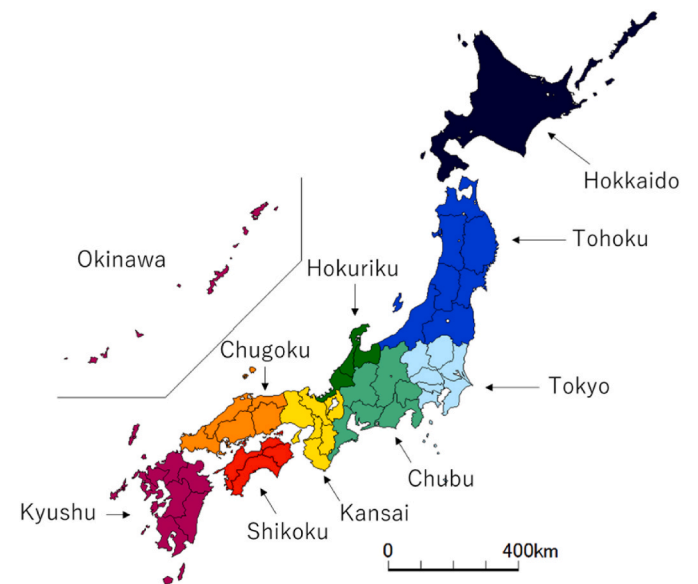 Hokkaido
Tohoku
Okinawa
Hokuriku
Chugoku
Tokyo
Chubu
Kansai
Kyushu
Shikoku
0 400km